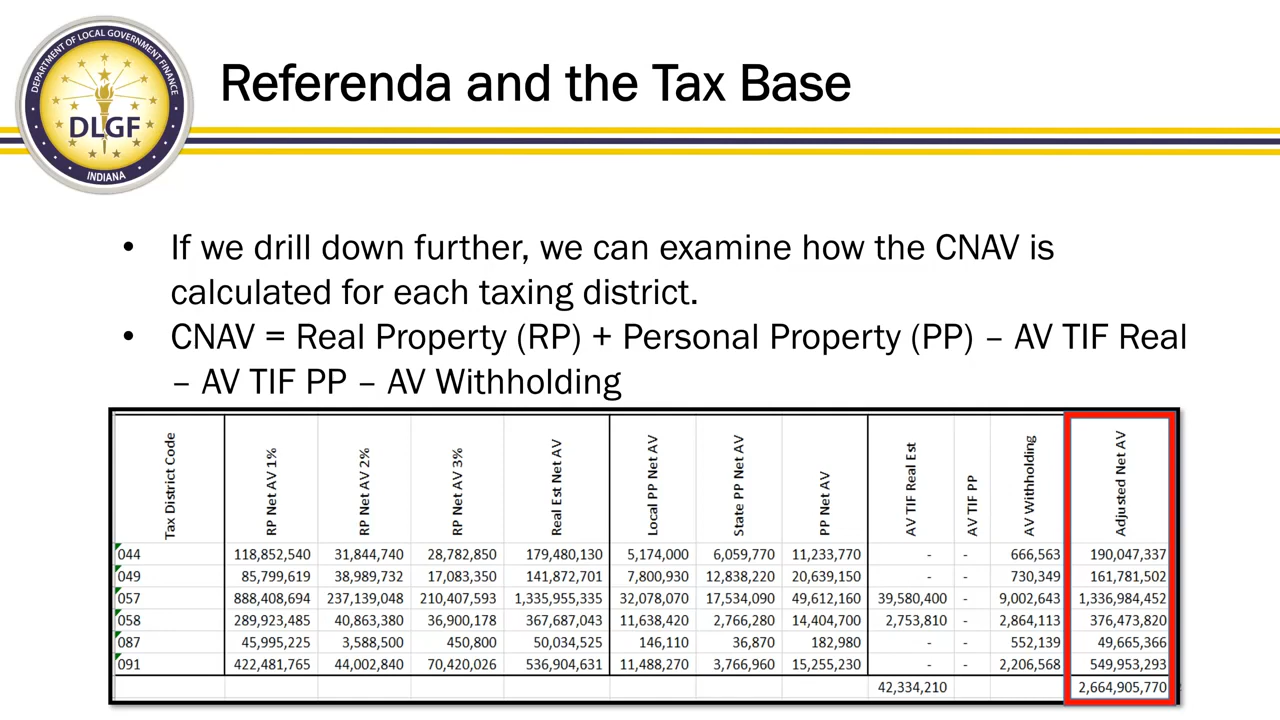 DEPARTMENT OF LOCAL GOVERNMENT FINANCE
DLGF
INDIANA
Referenda and the Tax Base
• If we drill down further, we can examine how the CNAV is
calculated for each taxing district.
• CNAV = Real Property (RP) + Personal Property (PP) – AV TIF Real
– AV TIF PP – AV Withholding
Tax District Code RP Net AV 1% RP Net AV 2% RP Net AV 3% Real Est Net AV Local PP Net AV State PP Net AV PP Net AV AV TIF Real Est AV TIF PP AV Withholding Adjusted Net AV
044 118,852,540 31,844,740 28,782,850 179,480,130 5,174,000 6,059,770 11,233,770 - - 666,563 190,047,337
049 85,799,619 38,989,732 17,083,350 141,872,701 7,800,930 12,838,220 20,639,150 - - 730,349 161,781,502
057 888,408,694 237,139,048 210,407,593 1,335,955,335 32,078,070 17,534,090 49,612,160 39,580,400 - 9,002,643 1,336,984,452
058 289,923,485 40,863,380 36,900,178 367,687,043 11,638,420 2,766,280 14,404,700 2,753,810 - 2,864,113 376,473,820
087 45,995,225 3,588,500 450,800 50,034,525 146,110 36,870 182,980 - - 552,139 49,665,366
091 422,481,765 44,002,840 70,420,026 536,904,631 11,488,270 3,766,960 15,255,230 - - 2,206,568 549,953,293
42,334,210 2,664,905,770